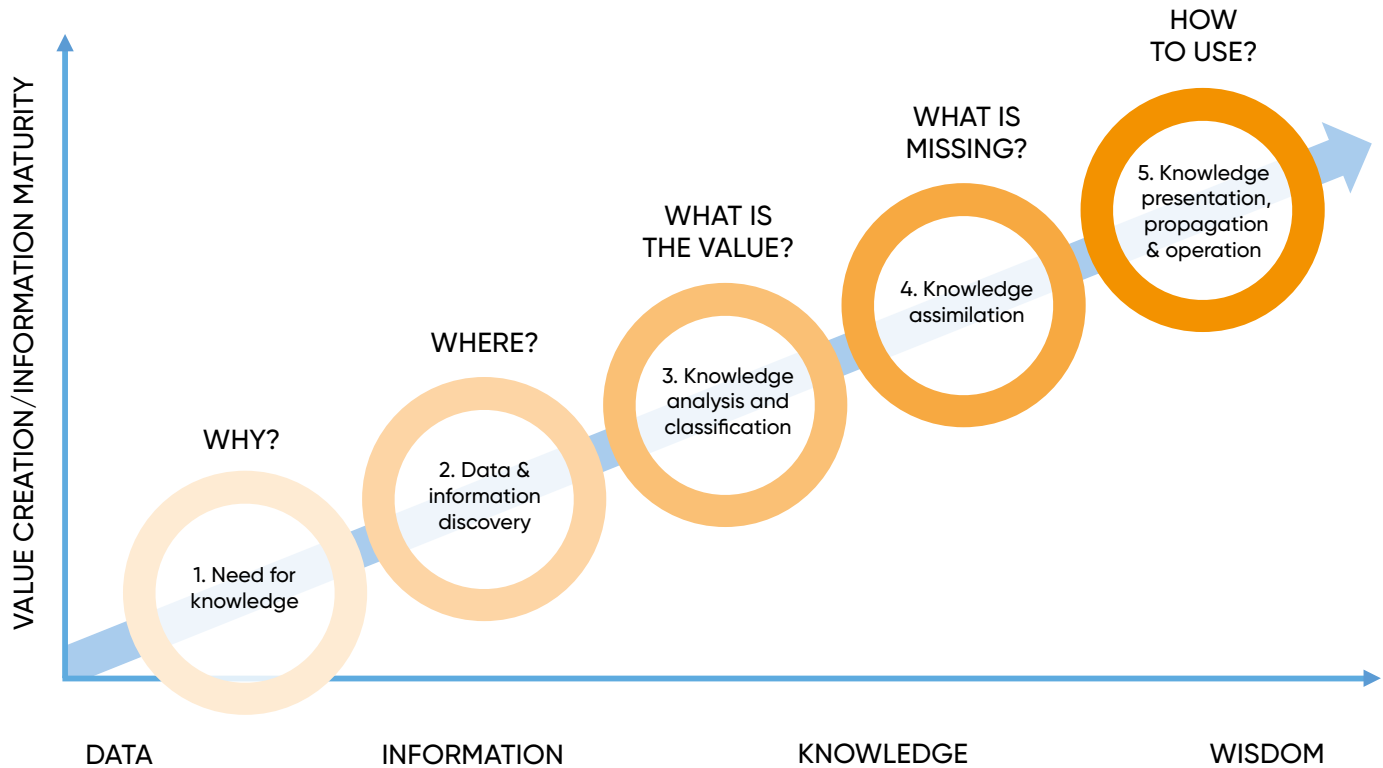 VALUE CREATION/INFORMATION MATURITY
WHY?
1. Need for
knowledge
WHERE?
2. Data &
information
discovery
WHAT IS
THE VALUE?
3. Knowledge
analysis and
classification
WHAT IS
MISSING?
4. Knowledge
assimilation
HOW
TO USE?
5. Knowledge
presentation,
propagation
& operation
DATA
INFORMATION
KNOWLEDGE
WISDOM